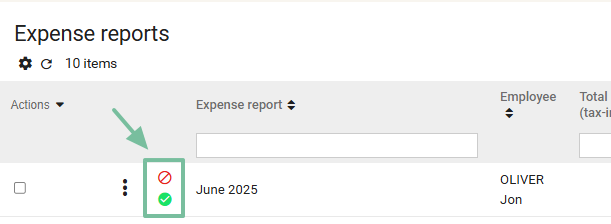 Expense reports
10 items
Actions
Expense report
Employee
Total
(tax-in
June 2025
OLIVER
Jon